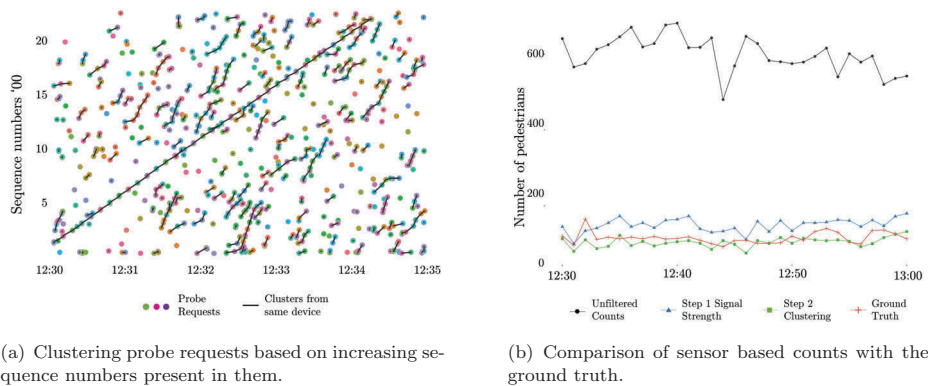 Sequence numbers '00
20
15
10
5
12:30 12:31 12:32 12:33 12:34 12:35
Probe
Requests
Clusters from
same device
(a) Clustering probe requests based on increasing se-
quence numbers present in them.
Number of pedestrians
600
400
200
0
12:30 12:40 12:50 13:00
Unfiltered
Counts
Step 1 Signal
Strength
Step 2
Clustering
Ground
Truth
(b) Comparison of sensor based counts with the
ground truth.